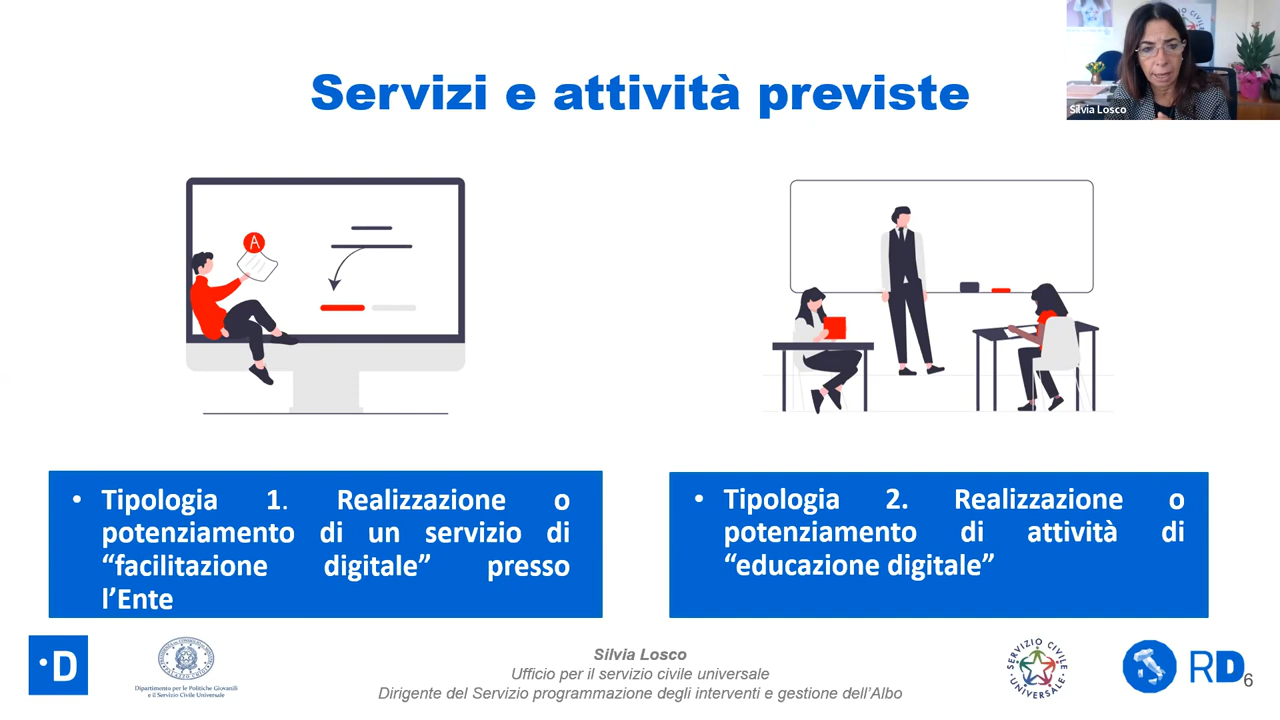 Servizi e attività previste
Silvia Losco
A
• Tipologia 1. Realizzazione o
potenziamento di un servizio di
“facilitazione digitale” presso
l’Ente
• Tipologia 2. Realizzazione o
potenziamento di attività di
“educazione digitale”
D
Dipartimento per le Politiche Giovanili
e il Servizio Civile Universale
Silvia Losco
Ufficio per il servizio civile universale
Dirigente del Servizio programmazione degli interventi e gestione dell’Albo
SERVIZIO CIVILE
UNIVERSALE
RD
6